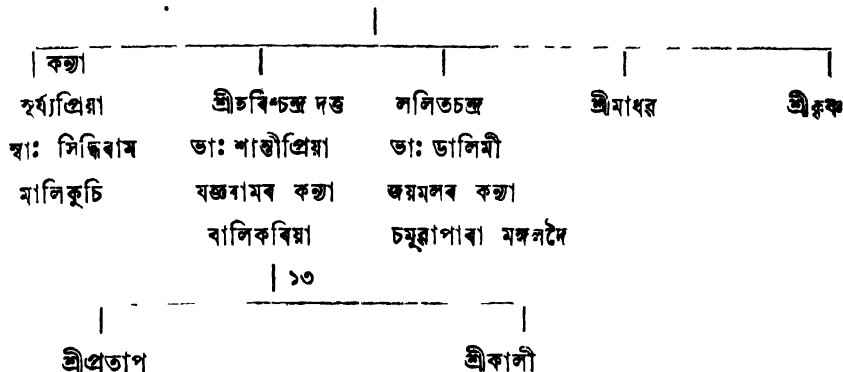 কন্যা
সূৰ্য্যপ্ৰিয়া শ্ৰীহৰিশ্চন্দ্ৰ দত্ত ললিতচন্দ্ৰ শ্ৰীমাধৱ শ্ৰীকৃষ্ণ
স্বাঃ সিদ্ধিৰাম ভাঃ শান্তীপ্ৰিয়া ভাঃ ডালিমী
মালিকুচি যজ্ঞৰামৰ কন্যা জয়মলৰ কন্যা
বালিকৰিয়া চমূৱাপাৰা মঙ্গলদৈ
১৩
শ্ৰীপ্ৰতাপ শ্ৰীকালী